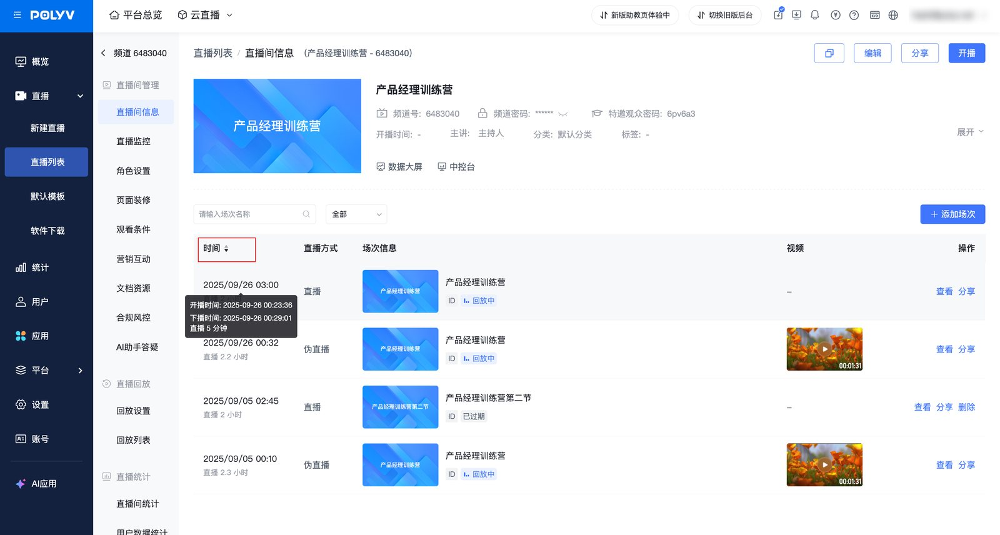 POLYV
平台总览
云直播
新版助教页体验中
切换旧版后台
概览
直播
新建直播
直播列表
默认模板
软件下载
统计
用户
应用
平台
设置
账号
AI应用
频道 6483040
直播间管理
直播间信息
直播监控
角色设置
页面装修
观看条件
营销互动
文档资源
合规风控
AI助手答疑
直播回放
回放设置
回放列表
直播统计
直播间统计
用户数据统计
直播列表 / 直播间信息 (产品经理训练营 - 6483040)
编辑
分享
开播
产品经理训练营
产品经理训练营
频道号: 6483040 频道密码: ****** 特邀观众密码: 6pv6a3
开播时间: - 主讲: 主持人 分类: 默认分类 标签: -
展开
数据大屏 中控台
请输入场次名称
全部
+ 添加场次
时间 直播方式 场次信息 视频 操作
2025/09/26 03:00
直播
产品经理训练营
产品经理训练营
ID 回放中
–
查看 分享
开播时间: 2025-09-26 00:23:36
下播时间: 2025-09-26 00:29:01
直播 5 分钟
2025/09/26 00:32
直播 2.2 小时
伪直播
产品经理训练营
产品经理训练营
ID 回放中
00:01:31
查看 分享
2025/09/05 02:45
直播 2 小时
直播
产品经理训练营第二节
产品经理训练营第二节
ID 已过期
–
查看 分享 删除
2025/09/05 00:10
直播 2.3 小时
伪直播
产品经理训练营
产品经理训练营
ID 回放中
00:01:31
查看 分享